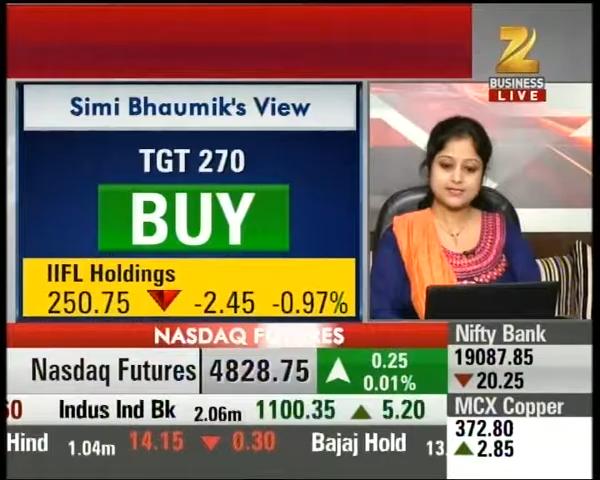 Z
BUSINESS
LIVE
Simi Bhaumik's View
TGT 270
BUY
IIFL Holdings
250.75 -2.45 -0.97%
NASDAQ FUTURES
Nasdaq Futures 4828.75 0.25
0.01%
Nifty Bank
19087.85
20.25
MCX Copper
372.80
2.85
60 Indus Ind Bk 2.06m 1100.35 5.20
Hind 1.04m 14.15 0.30 Bajaj Hold 13.